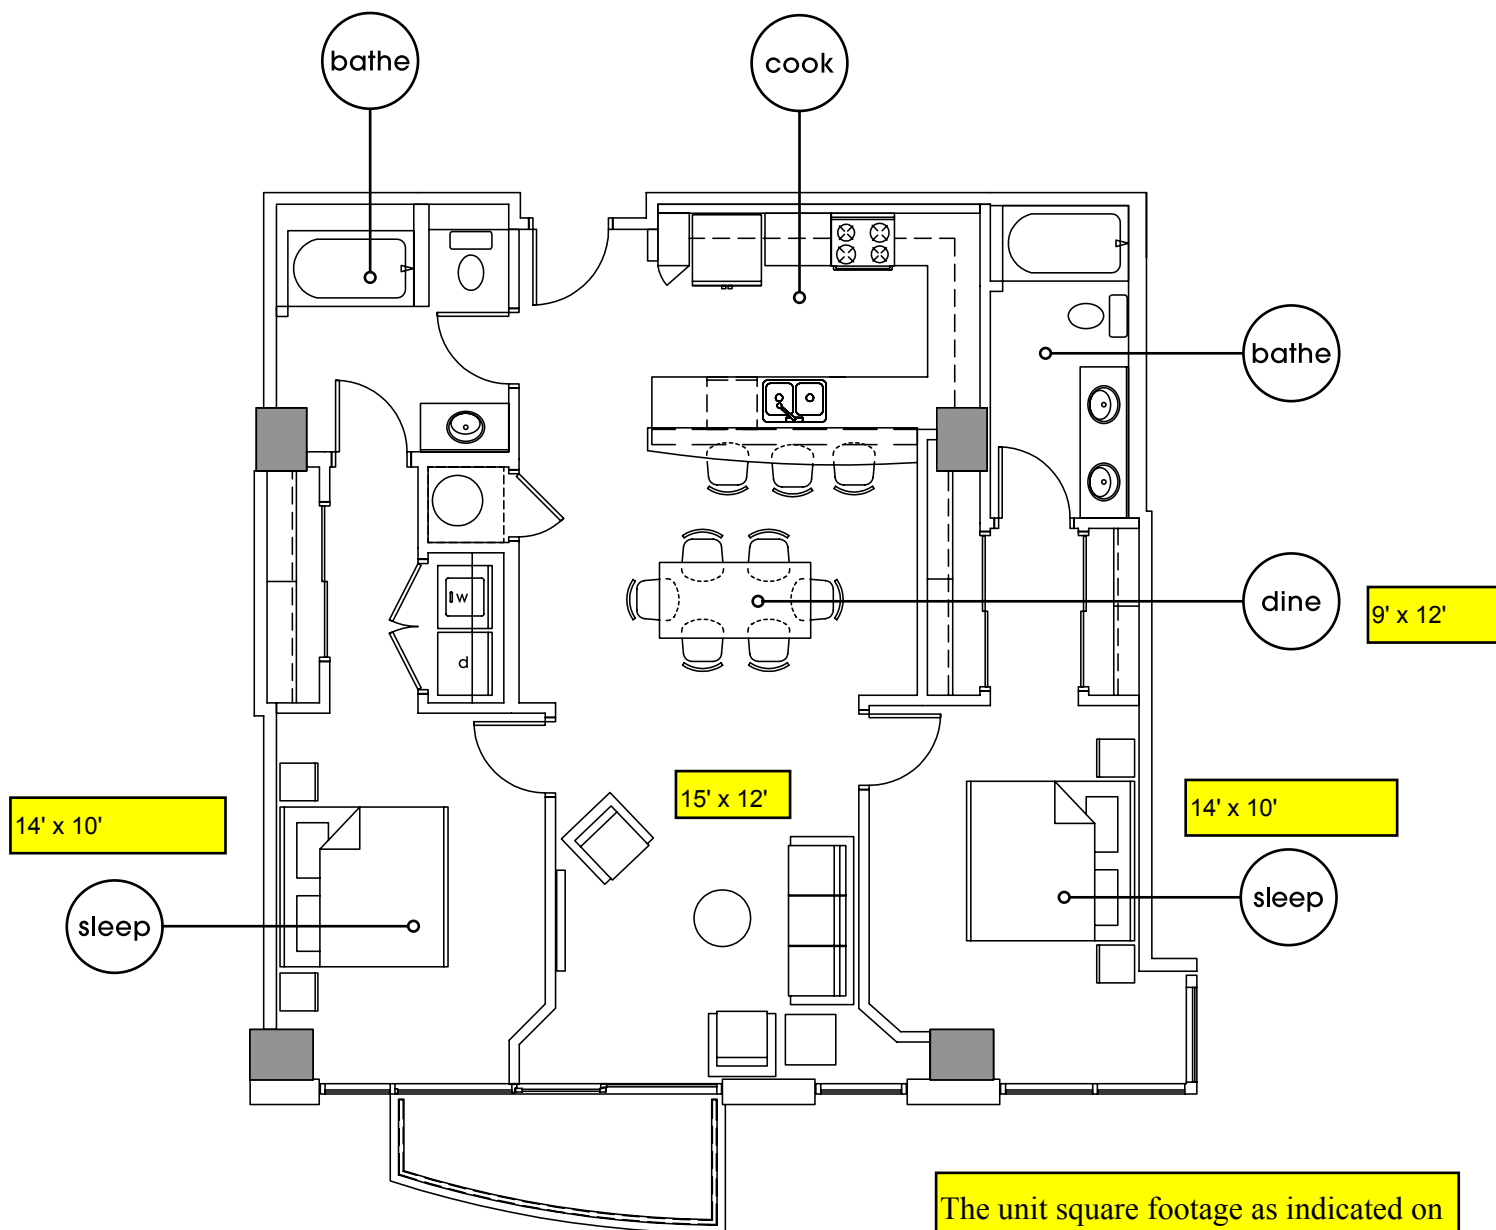 bathe
cook
bathe
dine
9' x 12'
w
d
15' x 12'
14' x 10'
14' x 10'
sleep
sleep
The unit square footage as indicated on